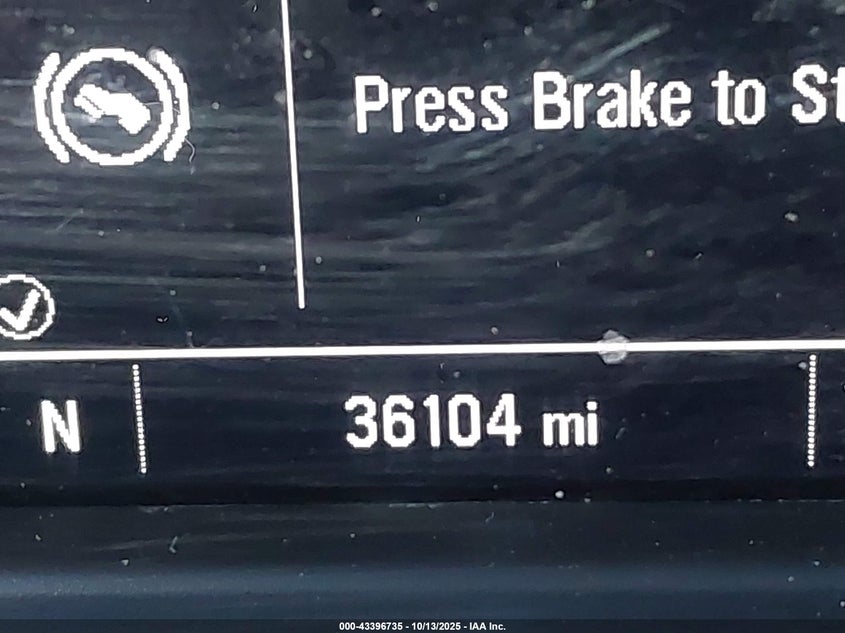 Press Brake to St
N 36104 mi
000-43396735 - 10/13/2025 - IAA Inc.